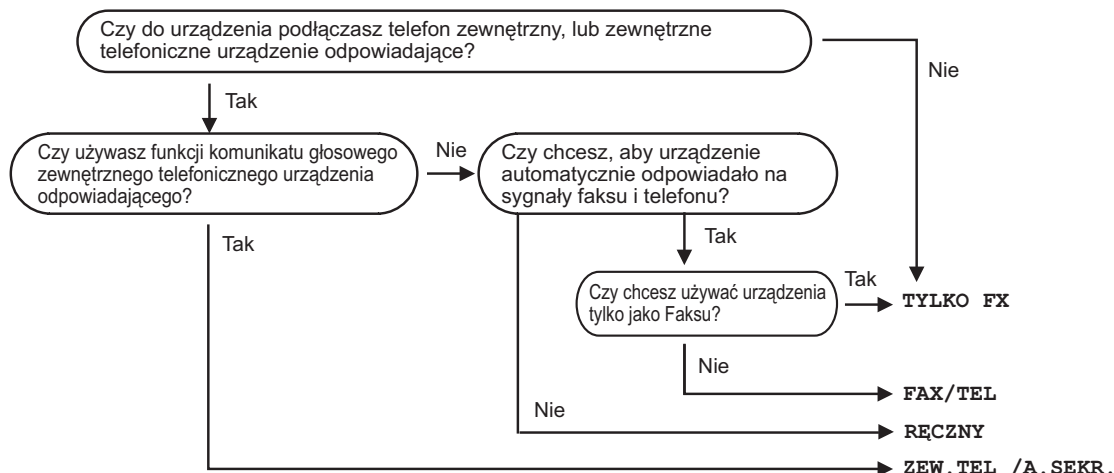 Czy do urządzenia podłączasz telefon zewnętrzny, lub zewnętrzne
telefoniczne urządzenie odpowiadające?
Nie
Tak
Czy używasz funkcji komunikatu głosowego
zewnętrznego telefonicznego urządzenia
odpowiadającego?
Nie
Czy chcesz, aby urządzenie
automatycznie odpowiadało na
sygnały faksu i telefonu?
Tak
Tak
Czy chcesz używać urządzenia
tylko jako Faksu?
Tak
TYLKO FX
Nie
FAX/TEL
Nie
RĘCZNY
ZEW.TEL /A.SEKR.